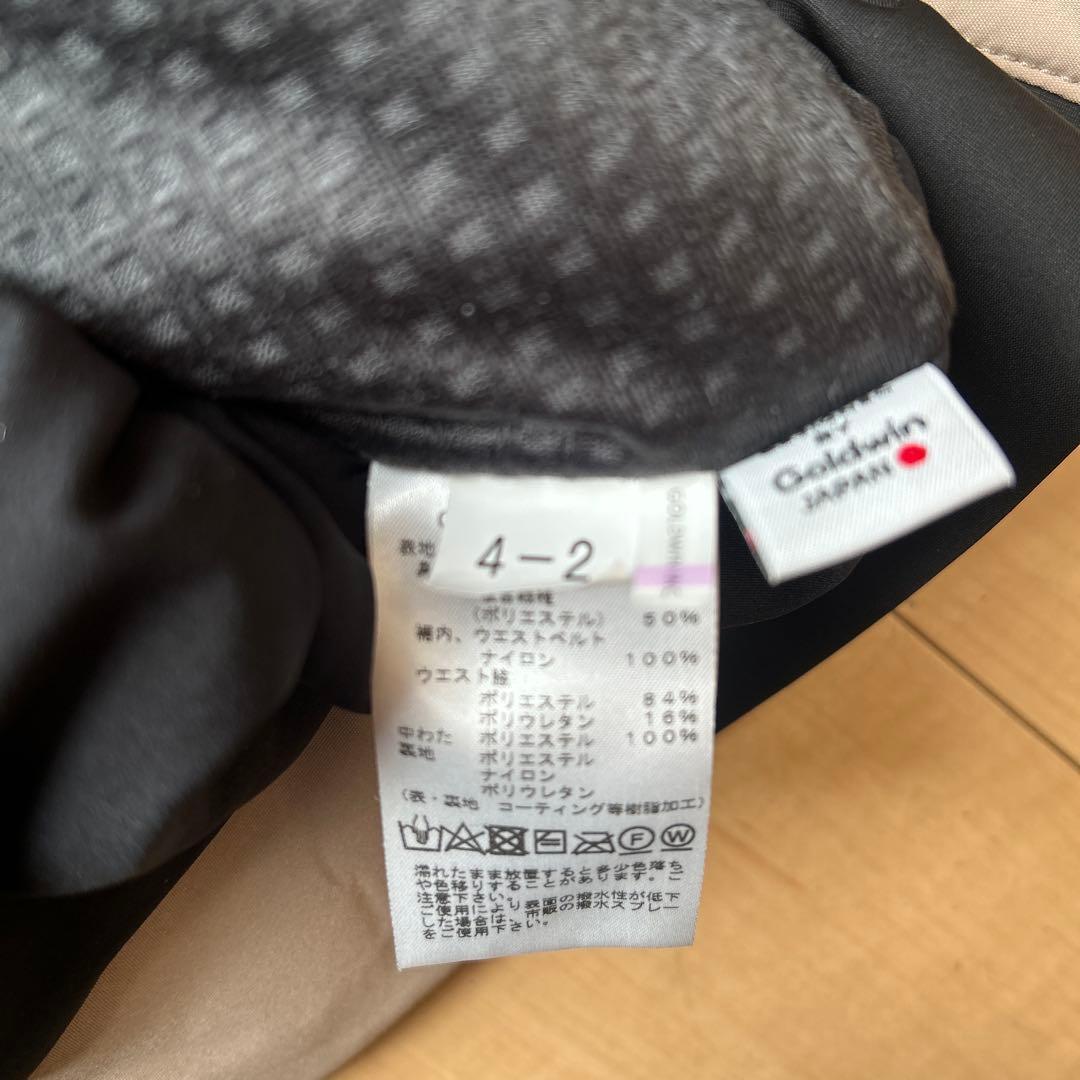 BY
Goldwin
JAPAN
4-2
GOLDWIN INC
表地
(ポリエステル) 50%
補内、ウエストベルト
ナイロン 100%
ウエスト脇
ポリエステル 84%
ポリウレタン 16%
中わた ポリエステル 100%
裏地 ポリエステル
ナイロン
ポリウレタン
(表・裏地 コーティング等樹脂加工)
F W
濡れたまま放置すると多少色落ち
や色移りすることがあります。ご
注意下さい。
ご使用により表面の撥水性が低下
した場合は、市販の撥水スプレー
をご使用下さい。